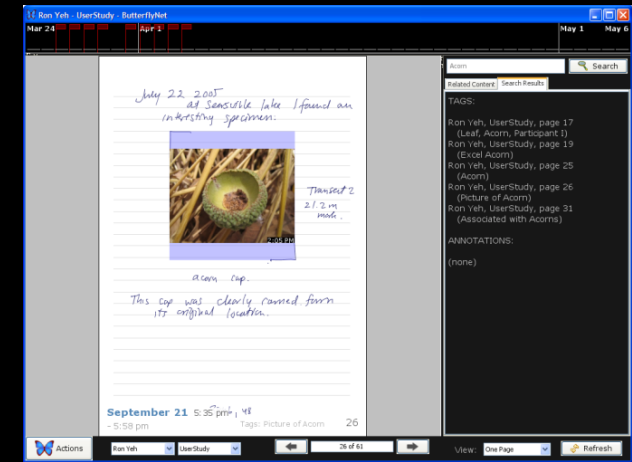 Ron Yeh - UserStudy - ButterflyNet
Mar 24
Apr 1
May 1
May 6
Acorn
Search
Related Content
Search Results
TAGS:
Ron Yeh, UserStudy, page 17
(Leaf, Acorn, Participant I)
Ron Yeh, UserStudy, page 19
(Excel Acorn)
Ron Yeh, UserStudy, page 25
(Acorn)
Ron Yeh, UserStudy, page 26
(Picture of Acorn)
Ron Yeh, UserStudy, page 31
(Associated with Acorns)
ANNOTATIONS:
(none)
July 22 2005
at Sensible lake I found an
interesting specimen.
2:05 PM
Transect 2
21.2 m
mark.
acorn cap.
This cap was clearly carried from
its original location.
September 21 5:35 pm
- 5:58 pm
Tags: Picture of Acorn
26
Actions
Ron Yeh
UserStudy
26 of 61
View:
One Page
Refresh